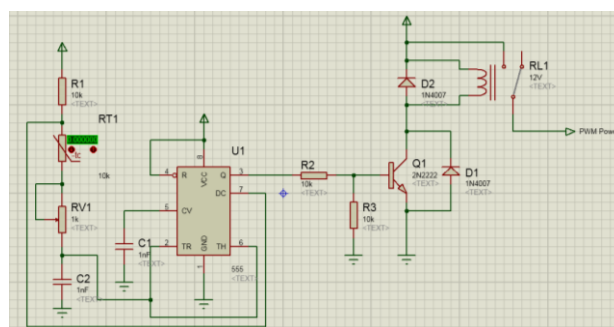 R1
10k
<TEXT>
RT1
-tc
10k
RV1
1k
<TEXT>
C2
1nF
<TEXT>
C1
1nF
<TEXT>
U1
4
R
8
VCC
Q
3
DC
7
5
CV
2
TR
GND
1
TH
6
555
<TEXT>
R2
10k
<TEXT>
R3
10k
<TEXT>
Q1
2N2222
<TEXT>
D2
1N4007
<TEXT>
D1
1N4007
<TEXT>
RL1
12V
<TEXT>
PWM Power